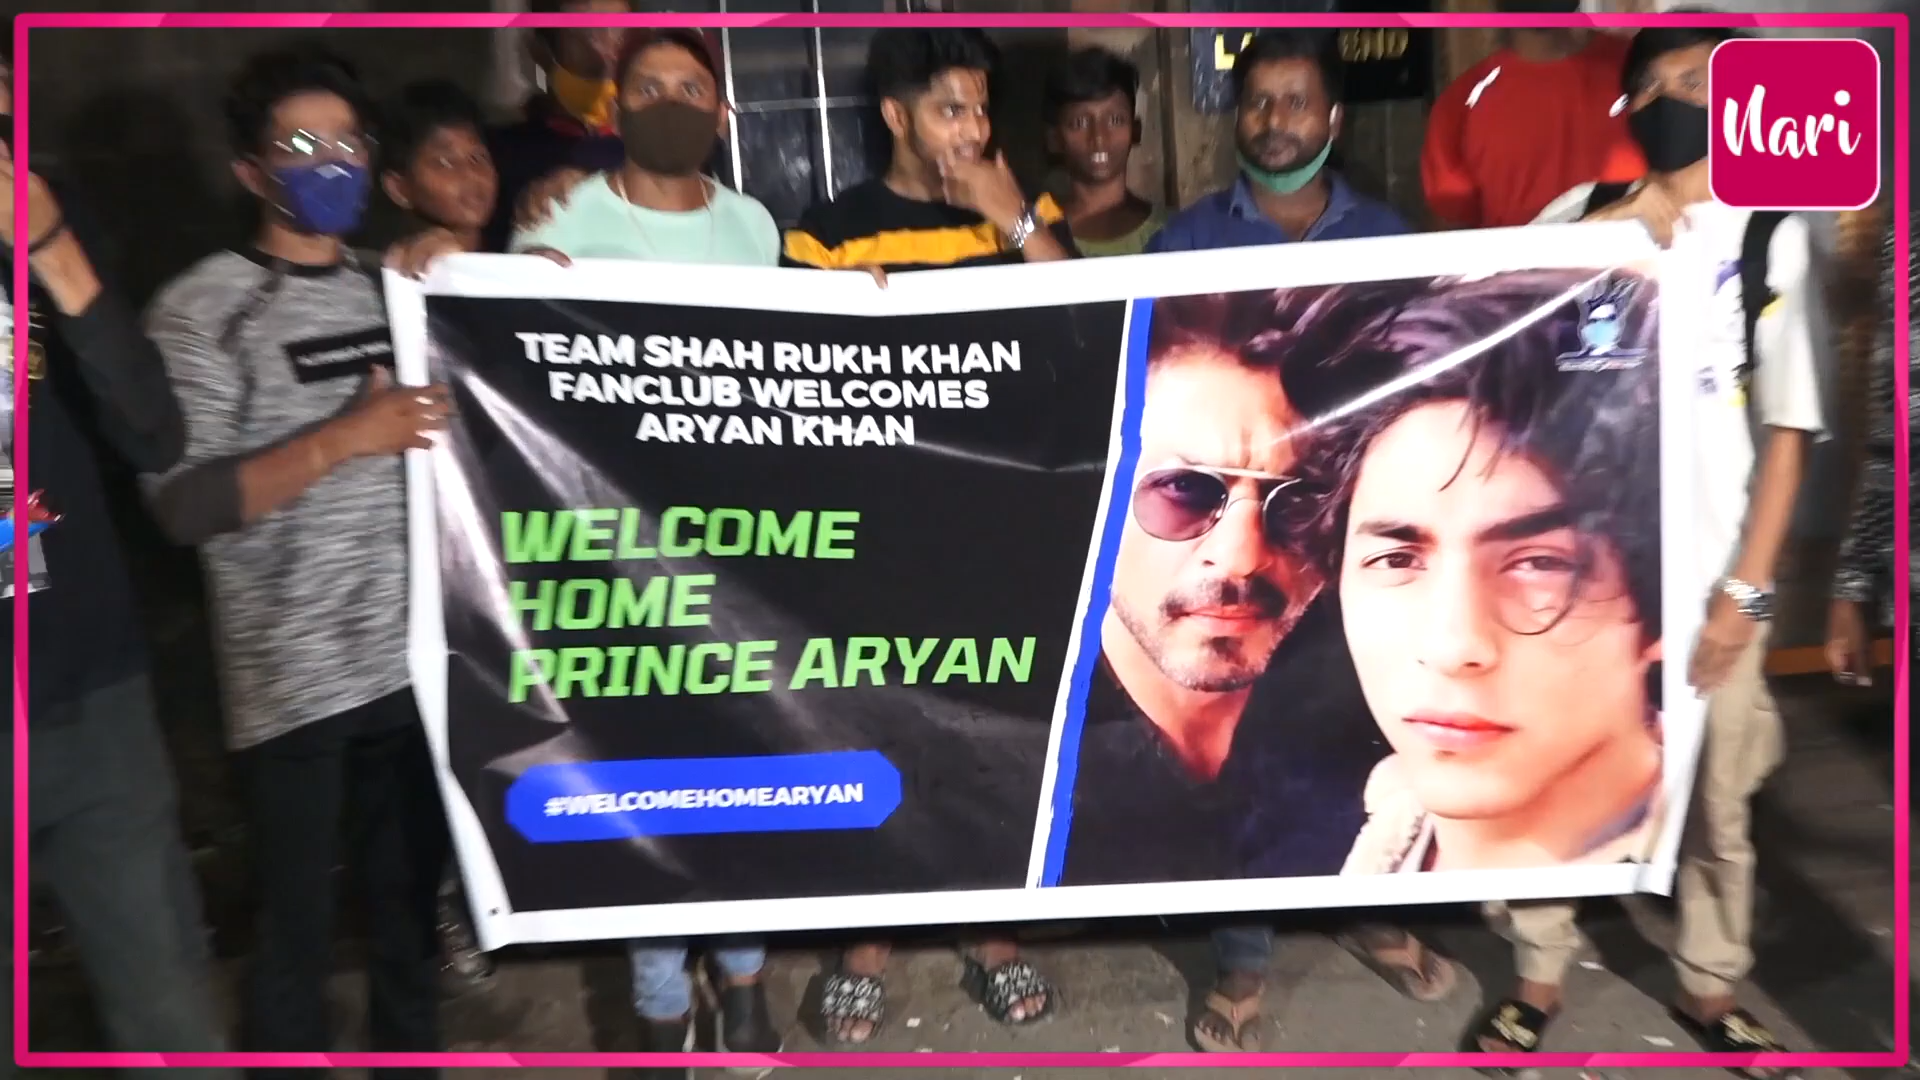 Nari
TEAM SHAH RUKH KHAN
FANCLUB WELCOMES
ARYAN KHAN
WELCOME
HOME
PRINCE ARYAN
#WELCOMEHOMEARYAN